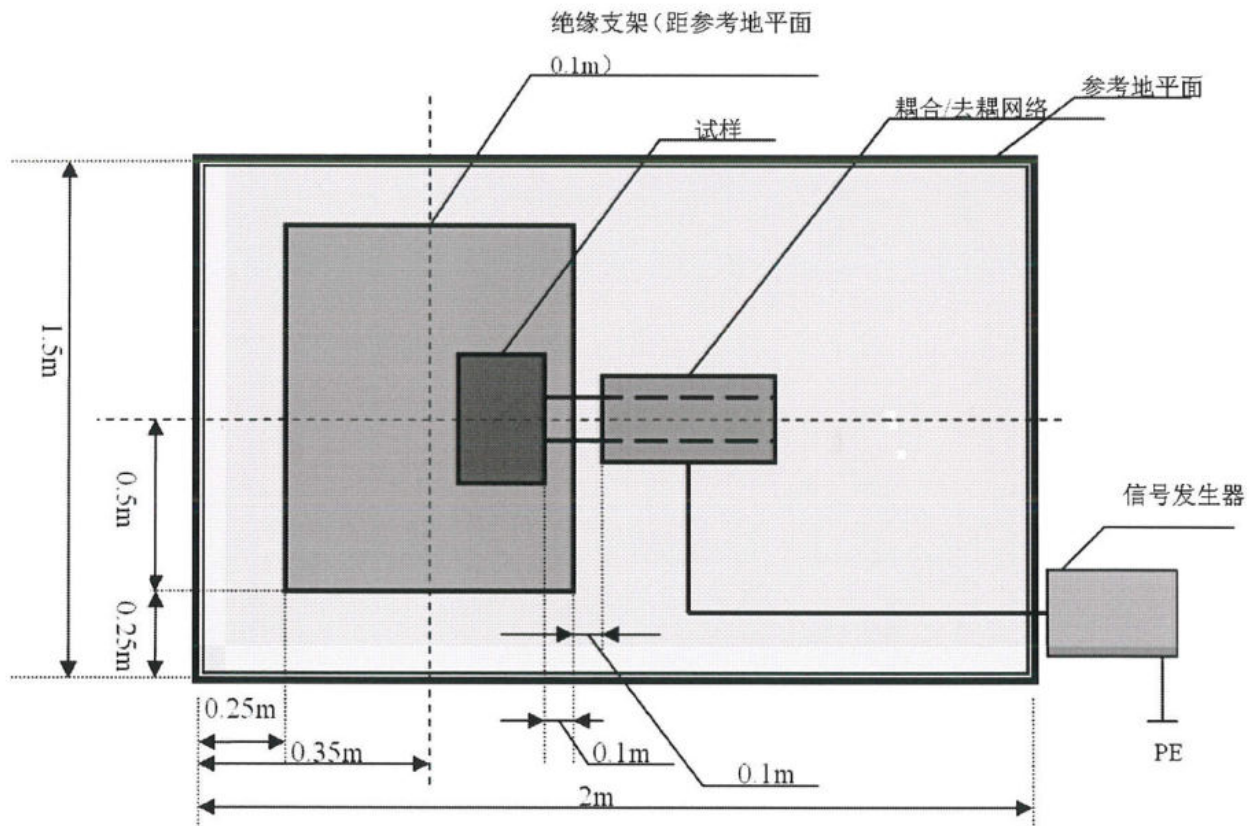 绝缘支架（距参考地平面
0.1m）
参考地平面
耦合/去耦网络
试样
1.5m
0.5m
信号发生器
0.25m
0.25m
0.35m
0.1m
0.1m
PE
2m